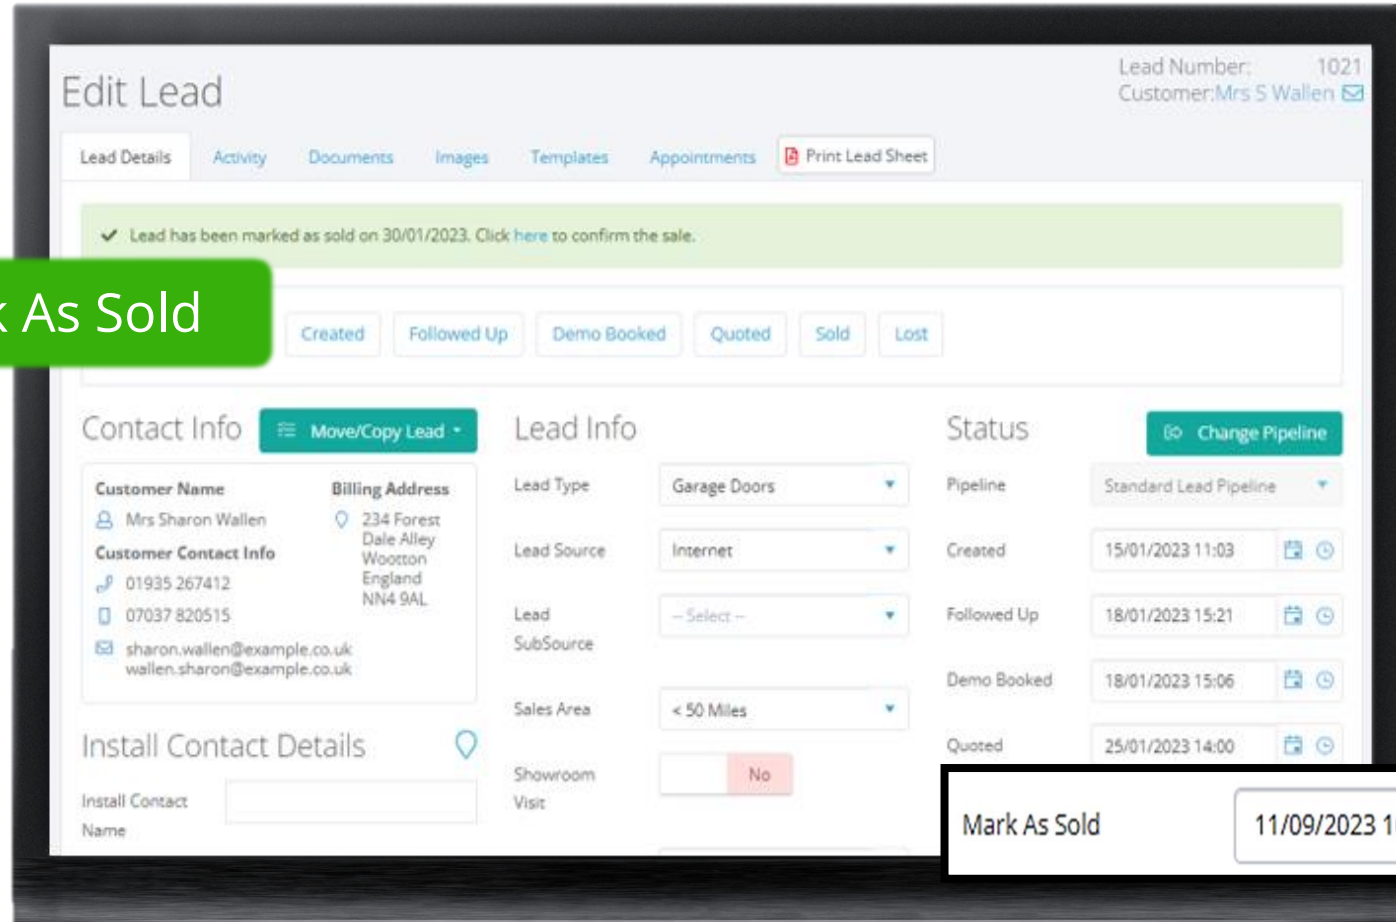 Edit Lead
Lead Number: 1021
Customer:Mrs S Wallen
Lead Details Activity Documents Images Templates Appointments Print Lead Sheet
Lead has been marked as sold on 30/01/2023. Click here to confirm the sale.
As Sold
Created Followed Up Demo Booked Quoted Sold Lost
Contact Info Move/Copy Lead
Customer Name Billing Address
Mrs Sharon Wallen 234 Forest
Dale Alley
Customer Contact Info Wootton
England
01935 267412
NN4 9AL
07037 820515
sharon.wallen@example.co.uk
wallen.sharon@example.co.uk
Install Contact Details
Install Contact
Name
Lead Info
Lead Type Garage Doors
Lead Source Internet
Lead -- Select --
SubSource
Sales Area < 50 Miles
Showroom No
Visit
Status Change Pipeline
Pipeline Standard Lead Pipeline
Created 15/01/2023 11:03
Followed Up 18/01/2023 15:21
Demo Booked 18/01/2023 15:06
Quoted 25/01/2023 14:00
Mark As Sold 11/09/2023